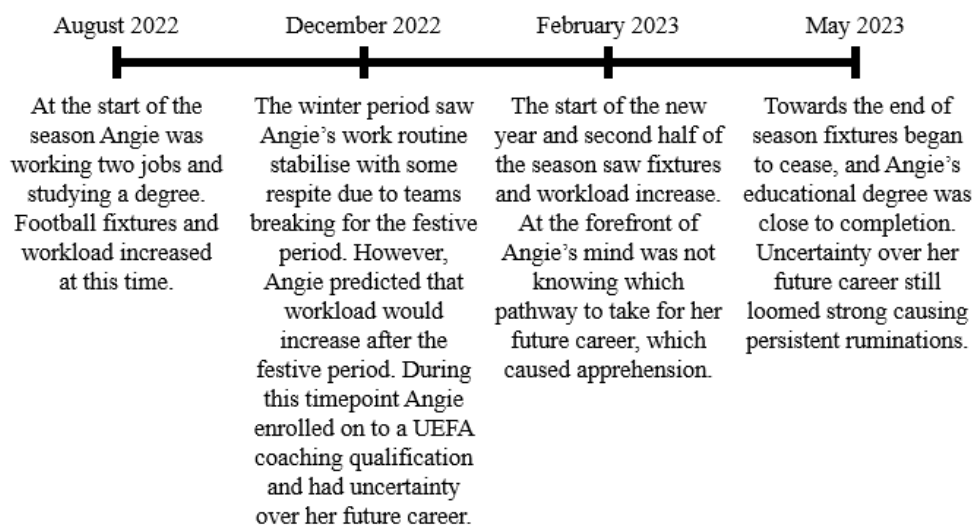 August 2022
At the start of the
season Angie was
working two jobs and
studying a degree.
Football fixtures and
workload increased
at this time.
December 2022
The winter period saw
Angie’s work routine
stabilise with some
respite due to teams
breaking for the festive
period. However,
Angie predicted that
workload would
increase after the
festive period. During
this timepoint Angie
enrolled on to a UEFA
coaching qualification
and had uncertainty
over her future career.
February 2023
The start of the new
year and second half of
the season saw fixtures
and workload increase.
At the forefront of
Angie’s mind was not
knowing which
pathway to take for her
future career, which
caused apprehension.
May 2023
Towards the end of
season fixtures began
to cease, and Angie’s
educational degree was
close to completion.
Uncertainty over her
future career still
loomed strong causing
persistent ruminations.